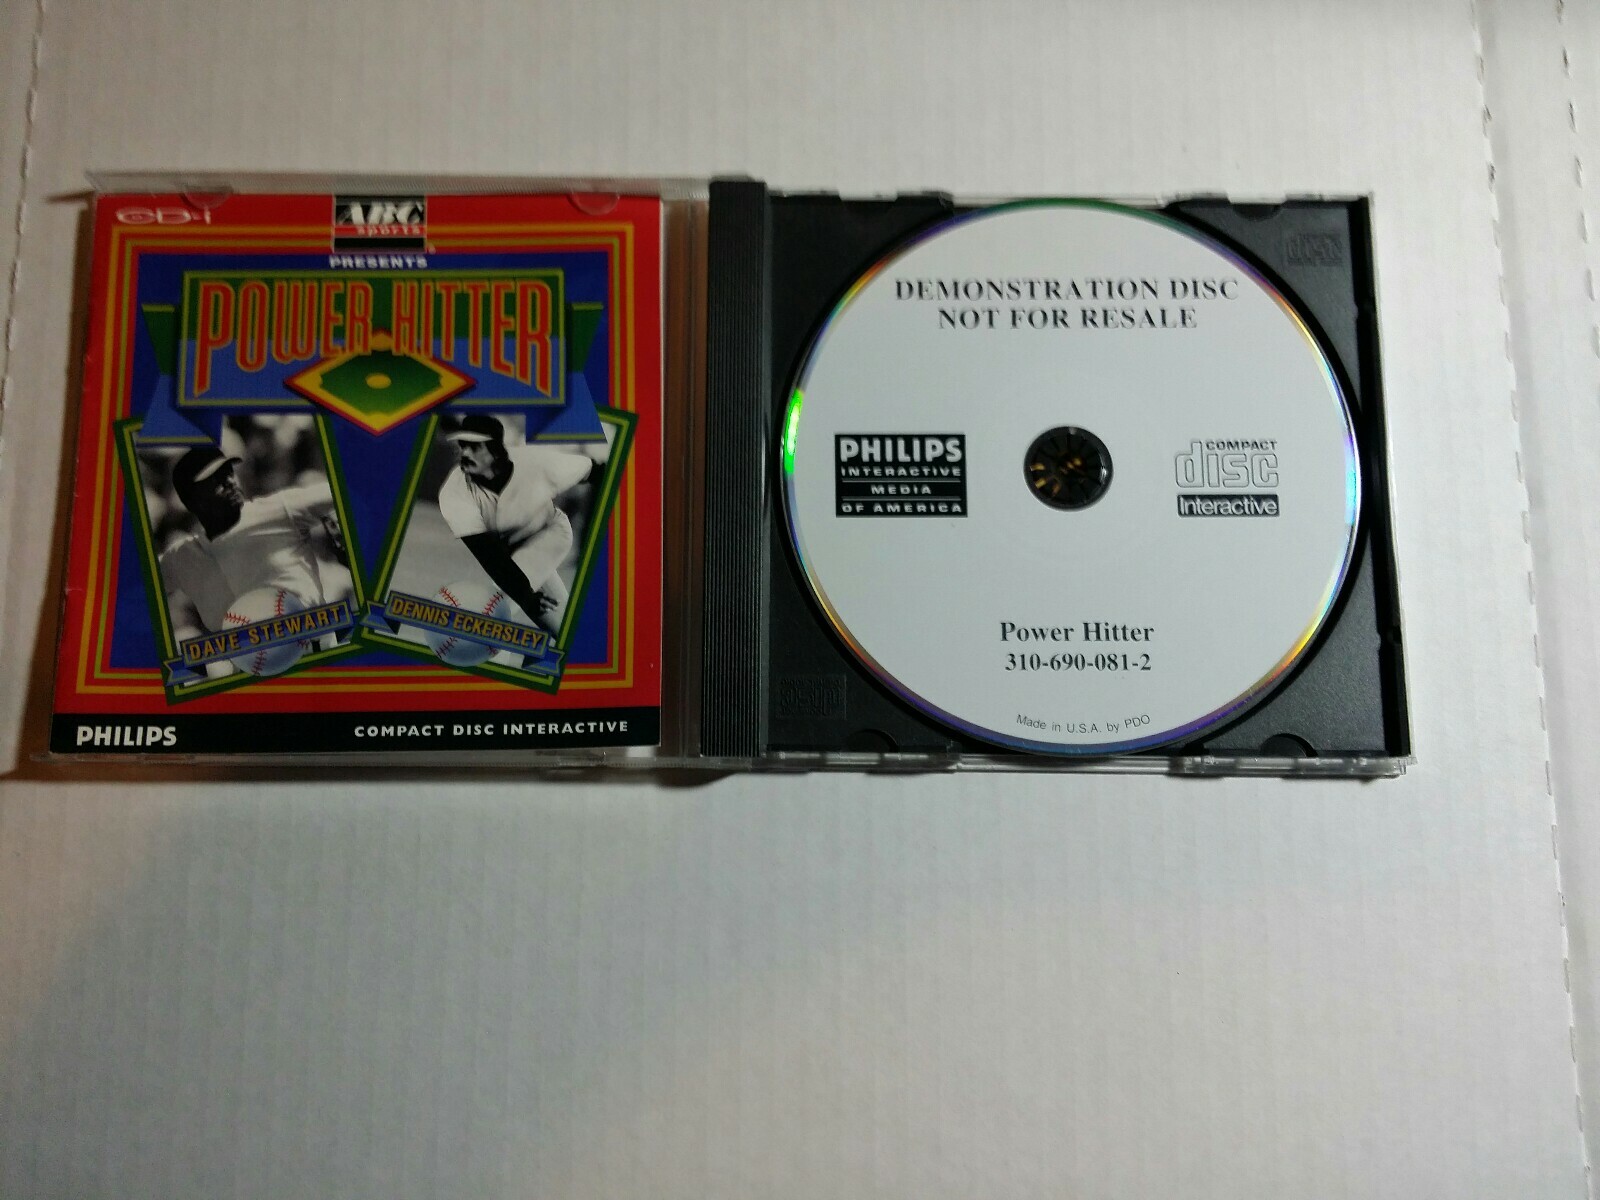 CD-i
ABC
sports
PRESENTS
POWER HITTER
DAVE STEWART
DENNIS ECKERSLEY
PHILIPS
COMPACT DISC INTERACTIVE
DEMONSTRATION DISC
NOT FOR RESALE
PHILIPS
INTERACTIVE
MEDIA
OF AMERICA
COMPACT
disc
Interactive
Power Hitter
310-690-081-2
Made in U.S.A. by PDO
disc